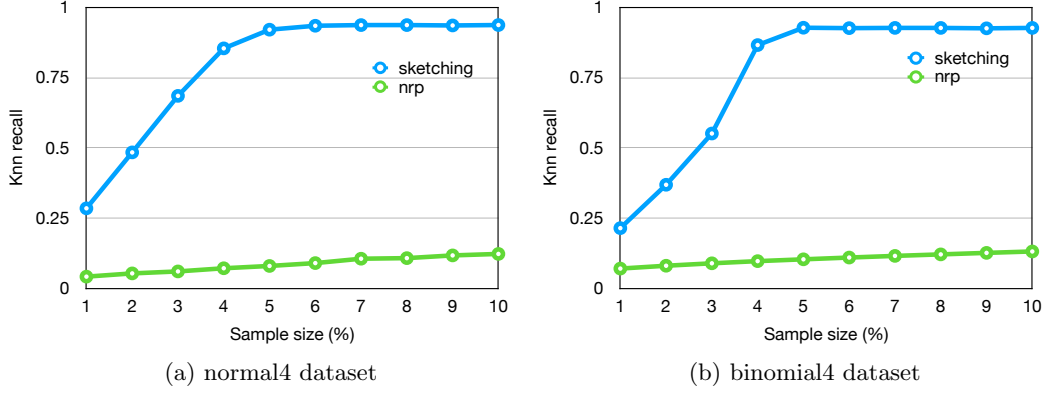 1
0.75
0.5
0.25
0
Knn recall
sketching
nrp
1 2 3 4 5 6 7 8 9 10
Sample size (%)
(a) normal4 dataset
1
0.75
0.5
0.25
0
Knn recall
sketching
nrp
1 2 3 4 5 6 7 8 9 10
Sample size (%)
(b) binomial4 dataset